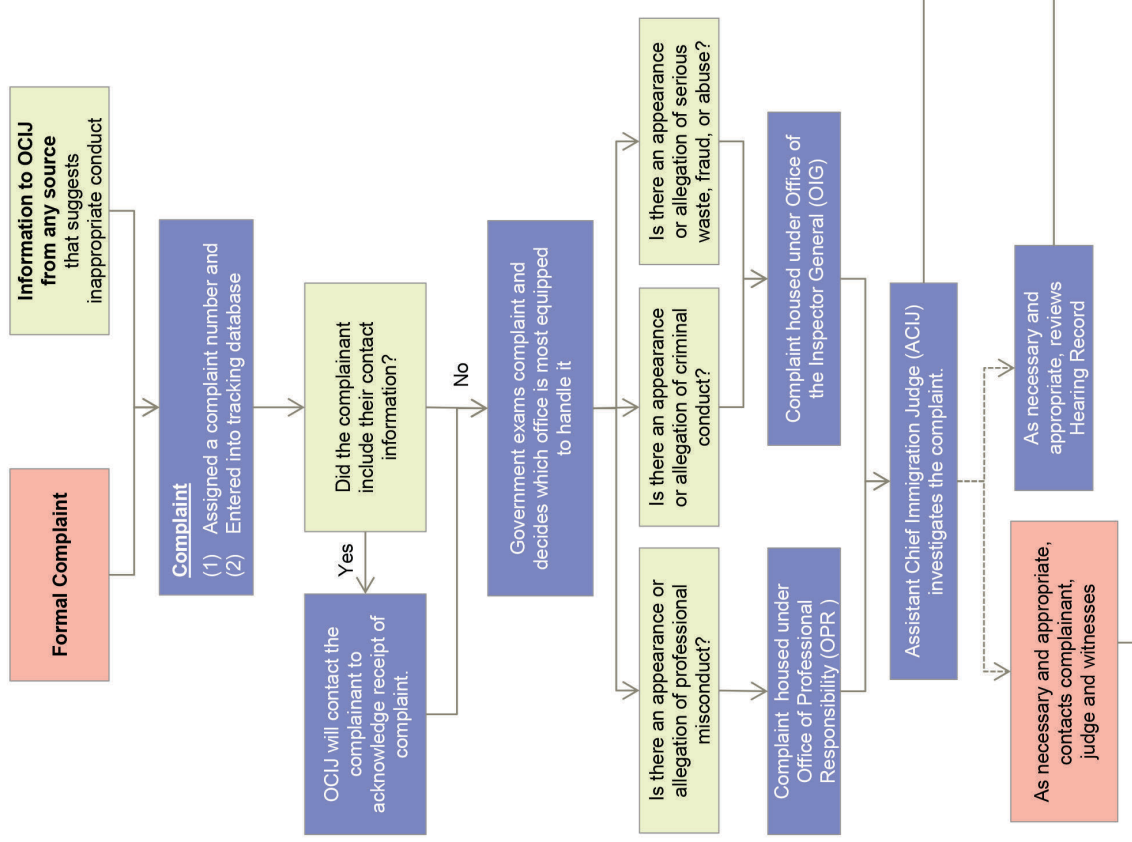 Formal Complaint
Information to OCIJ
from any source
that suggests
inappropriate conduct
Complaint
(1) Assigned a complaint number and
(2) Entered into tracking database
Did the complainant
include their contact
information?
Yes
No
OCIJ will contact the
complainant to
acknowledge receipt of
complaint.
Government exams complaint and
decides which office is most equipped
to handle it
Is there an appearance or
allegation of professional
misconduct?
Is there an appearance
or allegation of criminal
conduct?
Is there an appearance
or allegation of serious
waste, fraud, or abuse?
Complaint housed under
Office of Professional
Responsibility (OPR )
Complaint housed under Office of
the Inspector General (OIG)
Assistant Chief Immigration Judge (ACIJ)
investigates the complaint.
As necessary and appropriate,
contacts complainant,
judge and witnesses
As necessary and
appropriate, reviews
Hearing Record